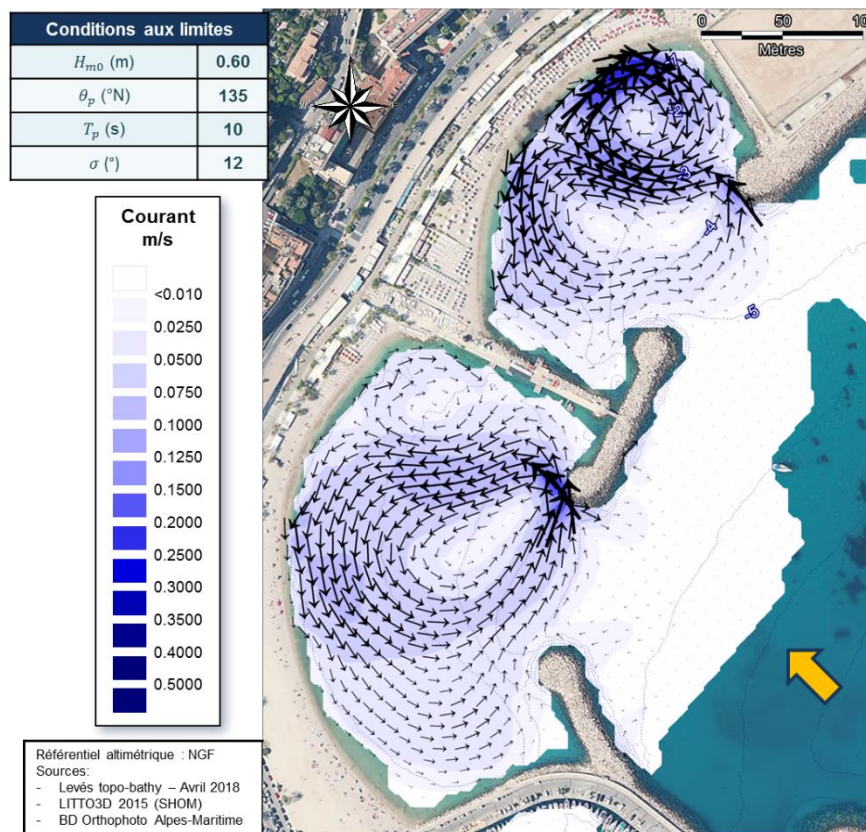 Conditions aux limites
H_m0 (m) 0.60
θ_p (°N) 135
T_p (s) 10
σ (°) 12
0 50 10
Mètres
N
-1
-2
-3
-4
-5
Courant
m/s
<0.010
0.0250
0.0500
0.0750
0.1000
0.1250
0.1500
0.2000
0.2500
0.3000
0.3500
0.4000
0.5000
Référentiel altimétrique : NGF
Sources:
- Levés topo-bathy – Avril 2018
- LITTO3D 2015 (SHOM)
- BD Orthophoto Alpes-Maritime